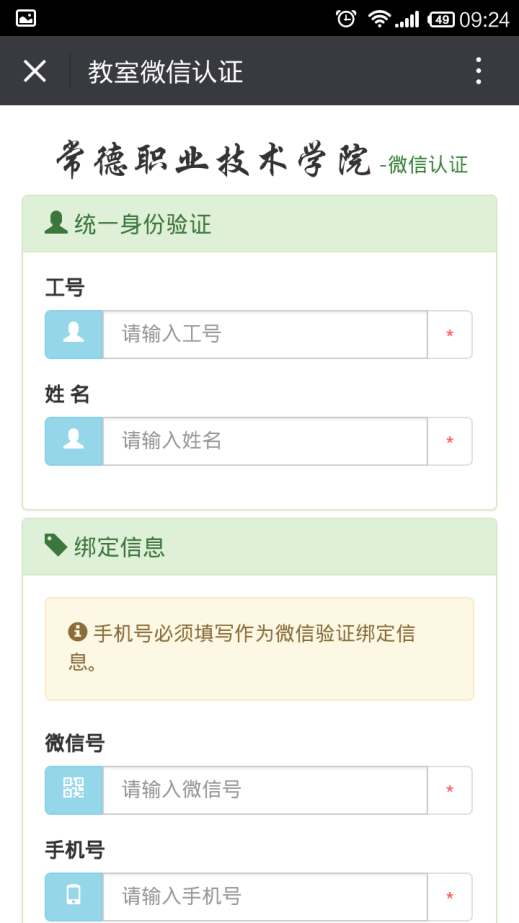 49 09:24
教室微信认证
常德职业技术学院 -微信认证
统一身份验证
工号
请输入工号 *
姓 名
请输入姓名 *
绑定信息
手机号必须填写作为微信验证绑定信
息。
微信号
请输入微信号 *
手机号
请输入手机号 *